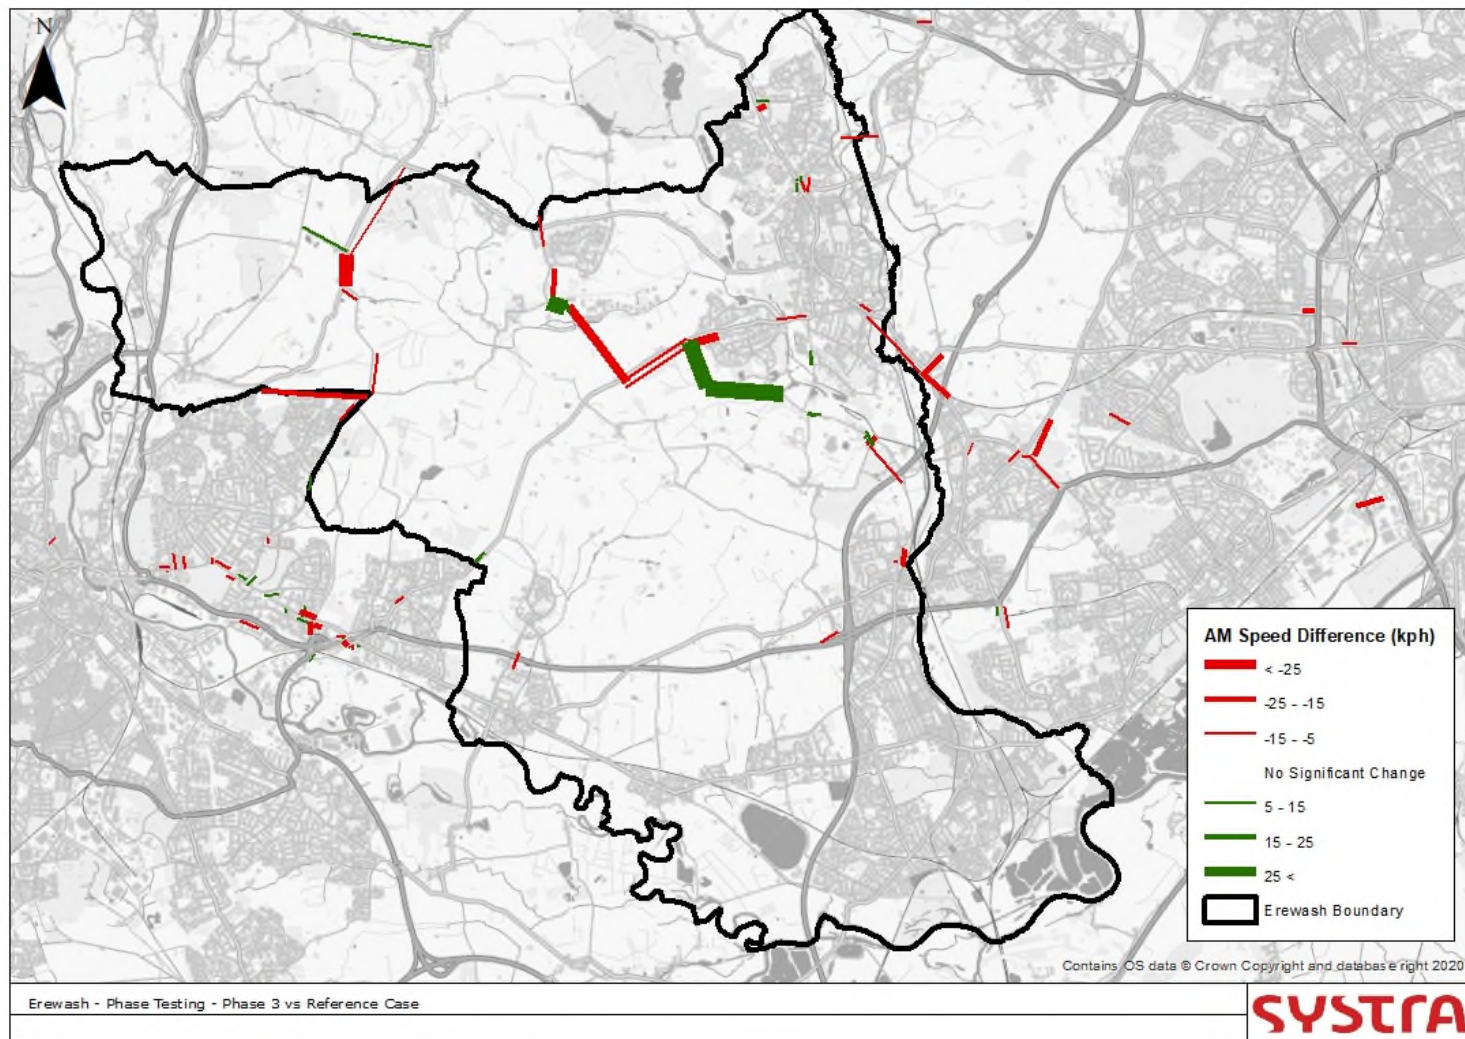 N
AM Speed Difference (kph)
< -25
-25 - -15
-15 - -5
No Significant Change
5 - 15
15 - 25
25 <
Erewash Boundary
Contains OS data © Crown Copyright and database right 2020
Erewash - Phase Testing - Phase 3 vs Reference Case
SYSTRA